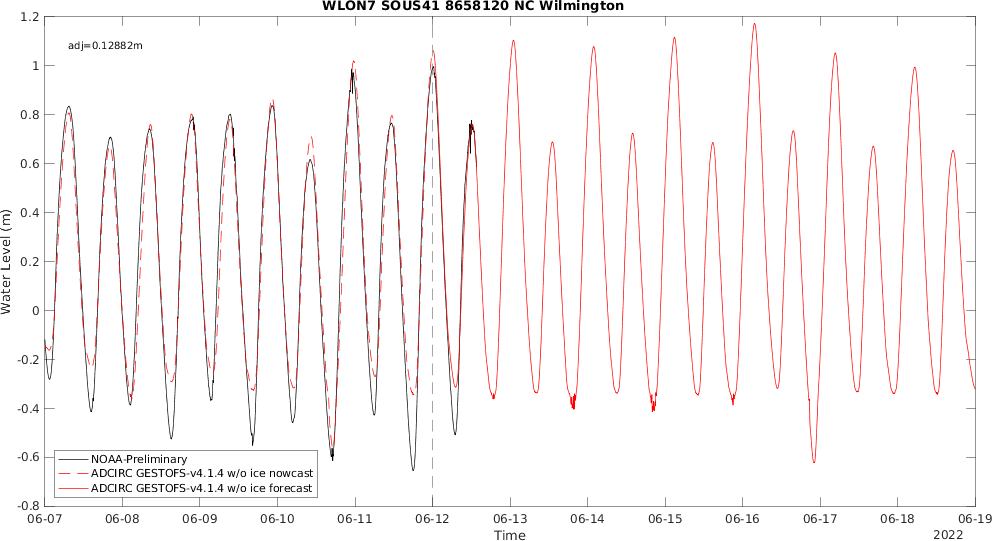 WLON7 SOUS41 8658120 NC Wilmington
adj=0.12882m
1.2
1
0.8
0.6
0.4
0.2
0
-0.2
-0.4
-0.6
-0.8
Water Level (m)
NOAA-Preliminary
ADCIRC GESTOFS-v4.1.4 w/o ice nowcast
ADCIRC GESTOFS-v4.1.4 w/o ice forecast
06-07 06-08 06-09 06-10 06-11 06-12 06-13 06-14 06-15 06-16 06-17 06-18 06-19
Time
2022